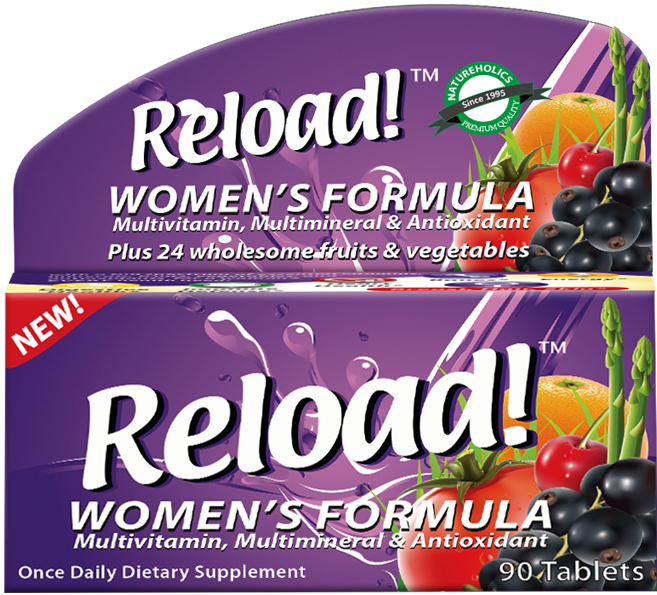 Reload!™
NATUREHOLICS
Since 1995
PREMIUM QUALITY
WOMEN'S FORMULA
Multivitamin, Multimineral & Antioxidant
Plus 24 wholesome fruits & vegetables
NEW!
Reload!™
WOMEN'S FORMULA
Multivitamin, Multimineral & Antioxidant
Once Daily Dietary Supplement
90 Tablets